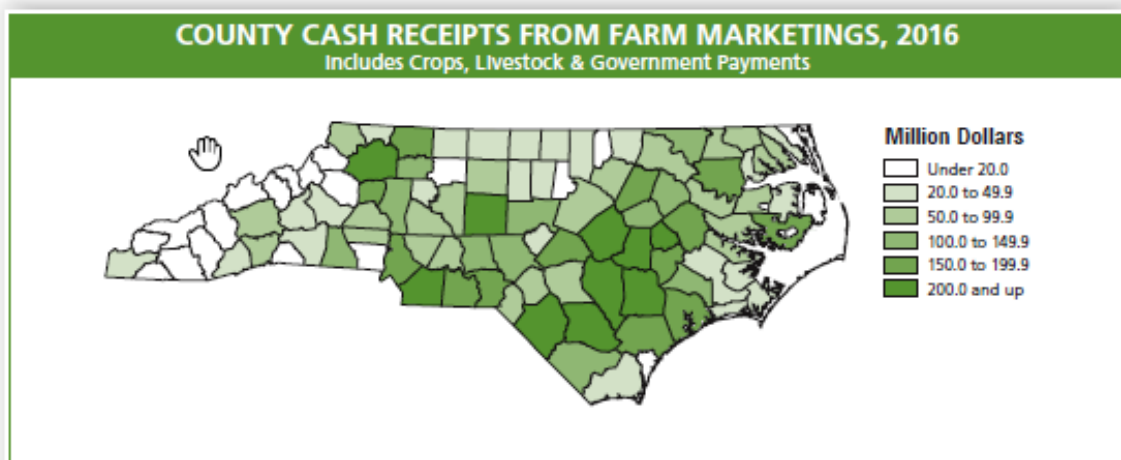 COUNTY CASH RECEIPTS FROM FARM MARKETINGS, 2016
Includes Crops, Livestock & Government Payments
Million Dollars
Under 20.0
20.0 to 49.9
50.0 to 99.9
100.0 to 149.9
150.0 to 199.9
200.0 and up